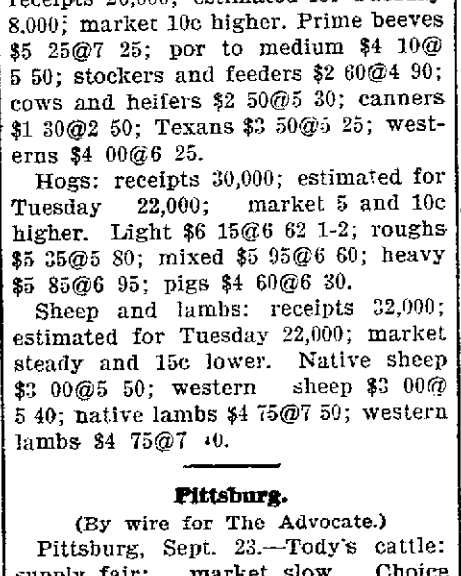 8.000; market 10c higher. Prime beeves
$5 25@7 25; por to medium $4 10@
5 50; stockers and feeders $2 60@4 90;
cows and heifers $2 50@5 30; canners
$1 30@2 50; Texans $3 50@5 25; west-
erns $4 00@6 25.
Hogs: receipts 30,000; estimated for
Tuesday 22,000; market 5 and 10c
higher. Light $6 15@6 62 1-2; roughs
$5 35@5 80; mixed $5 95@6 60; heavy
$5 85@6 95; pigs $4 60@6 30.
Sheep and lambs: receipts 32,000;
estimated for Tuesday 22,000; market
steady and 15c lower. Native sheep
$3 00@5 50; western sheep $3 00@
5 40; native lambs $4 75@7 50; western
lambs $4 75@7
Pittsburg.
(By wire for The Advocate.)
Pittsburg, Sept. 23.—Tody's cattle:
supply fair; market slow. Choice